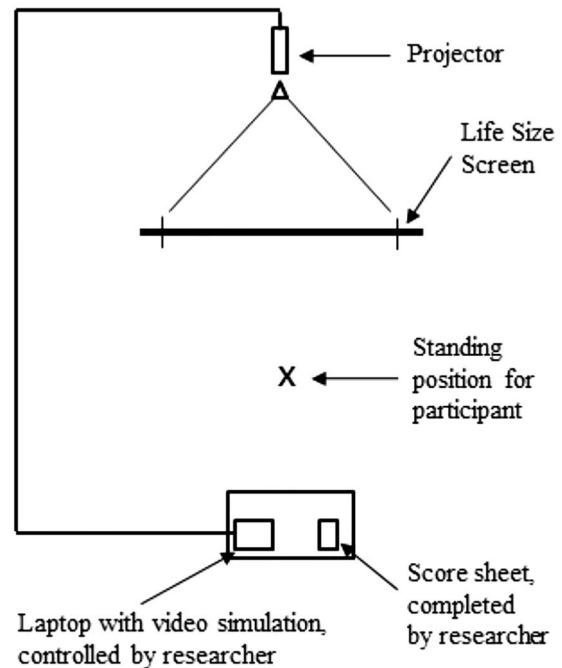 Projector
Life Size
Screen
X
Standing
position for
participant
Score sheet,
completed
by researcher
Laptop with video simulation,
controlled by researcher